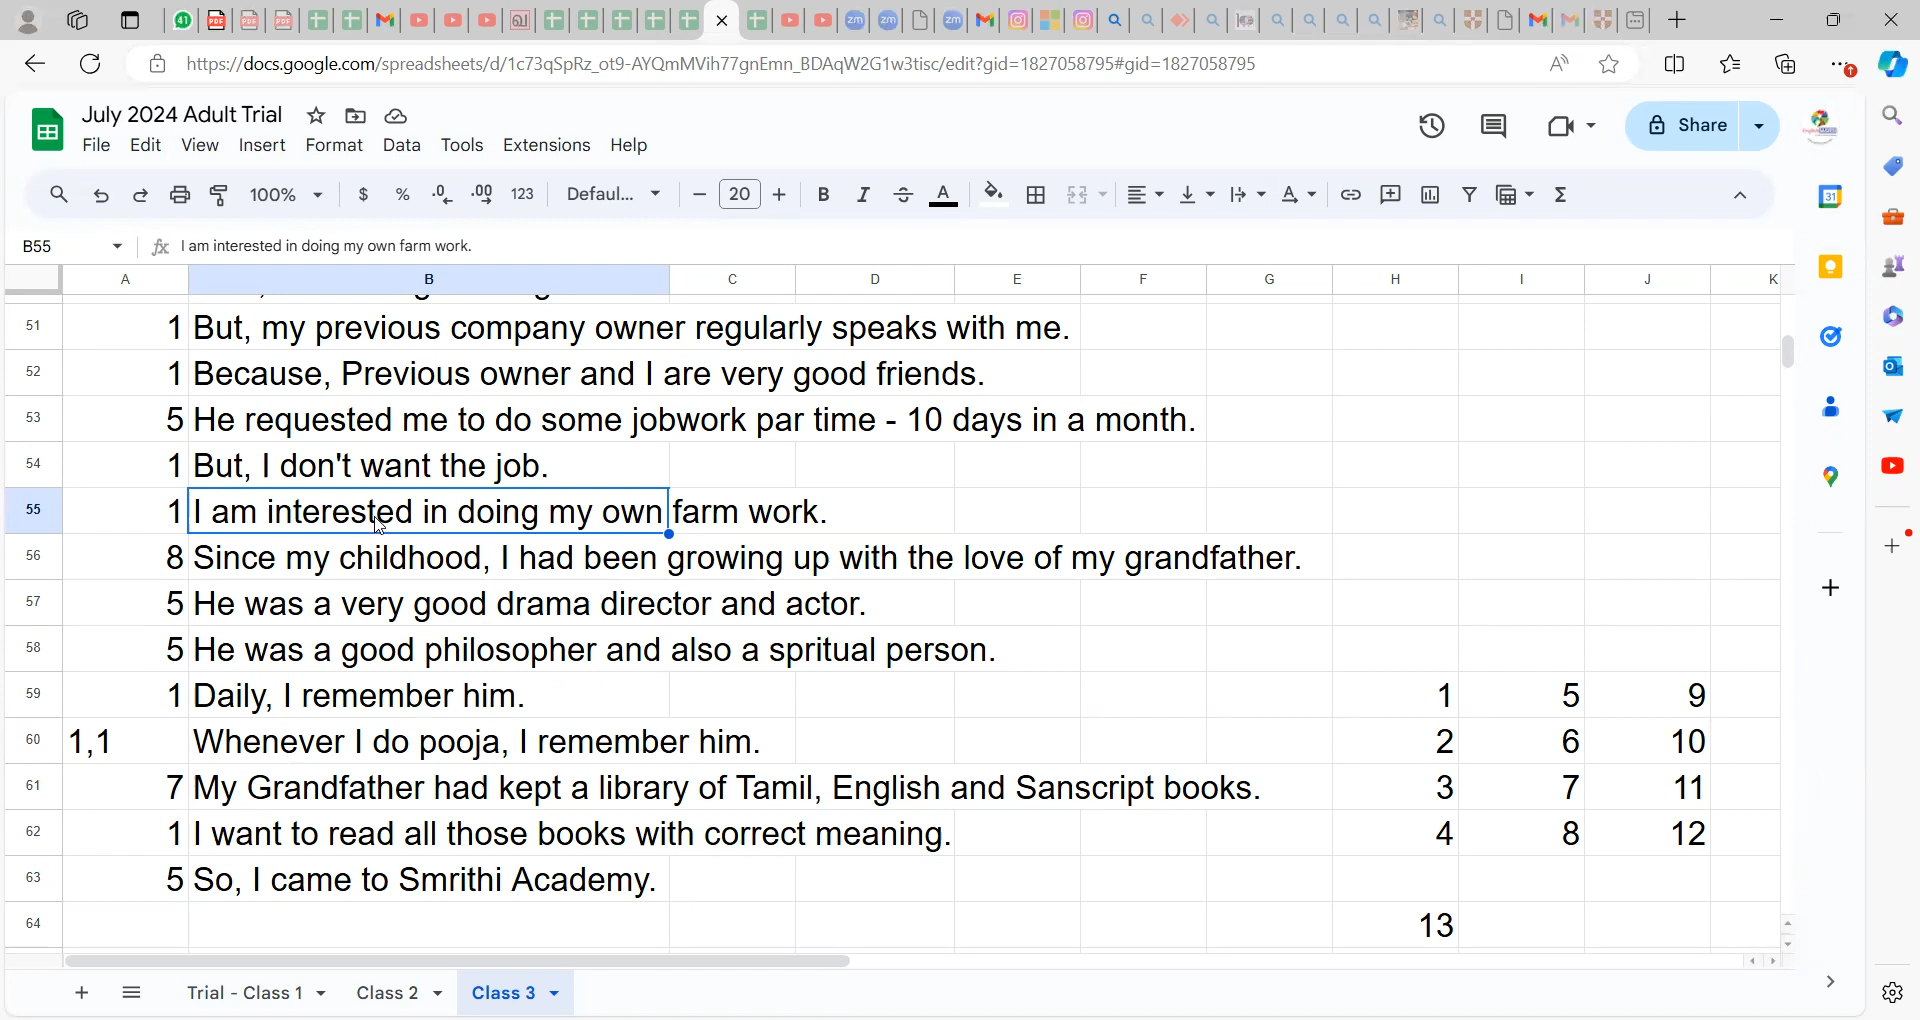 41
https://docs.google.com/spreadsheets/d/1c73qSpRz_ot9-AYQmMVih77gnEmn_BDAqW2G1w3tisc/edit?gid=1827058795#gid=1827058795
July 2024 Adult Trial
Share
File Edit View Insert Format Data Tools Extensions Help
100% $ % .0 .00 123 Defaul... 20 B I A
B55 fx I am interested in doing my own farm work.
A B C D E F G H I J K
51 1 But, my previous company owner regularly speaks with me.
52 1 Because, Previous owner and I are very good friends.
53 5 He requested me to do some jobwork par time - 10 days in a month.
54 1 But, I don't want the job.
55 1 I am interested in doing my own farm work.
56 8 Since my childhood, I had been growing up with the love of my grandfather.
57 5 He was a very good drama director and actor.
58 5 He was a good philosopher and also a spritual person.
59 1 Daily, I remember him. 1 5 9
60 1,1 Whenever I do pooja, I remember him. 2 6 10
61 7 My Grandfather had kept a library of Tamil, English and Sanscript books. 3 7 11
62 1 I want to read all those books with correct meaning. 4 8 12
63 5 So, I came to Smrithi Academy.
64 13
Trial - Class 1 Class 2 Class 3